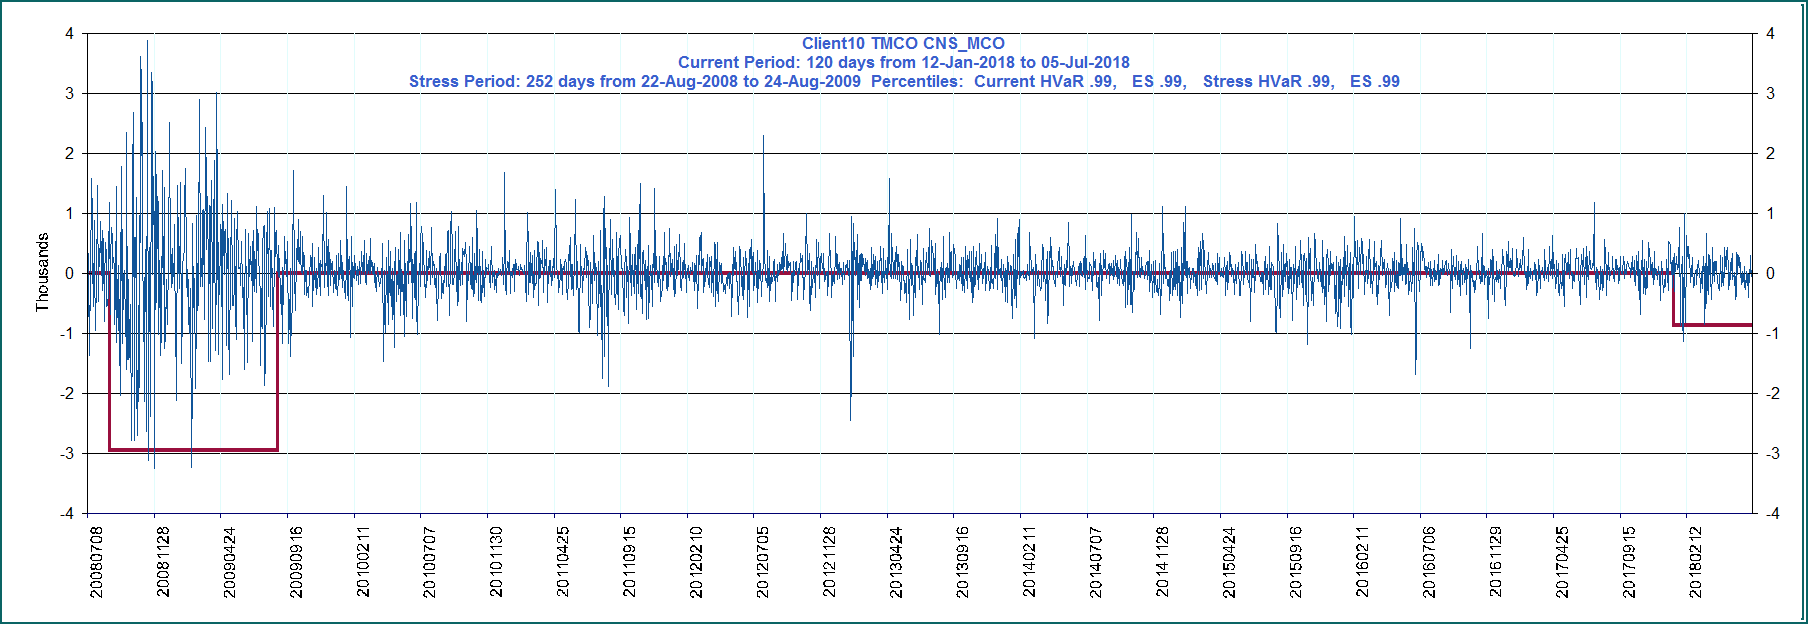 Client10 TMCO CNS_MCO
Current Period: 120 days from 12-Jan-2018 to 05-Jul-2018
Stress Period: 252 days from 22-Aug-2008 to 24-Aug-2009  Percentiles:  Current HVaR .99,   ES .99,   Stress HVaR .99,   ES .99
4 4
3 3
2 2
1 1
0 0
-1 -1
-2 -2
-3 -3
-4 -4
Thousands
20080708 20081128 20090424 20090916 20100211 20100707 20101130 20110425 20110915 20120210 20120705 20121128 20130424 20130916 20140211 20140707 20141128 20150424 20150916 20160211 20160706 20161129 20170425 20170915 20180212